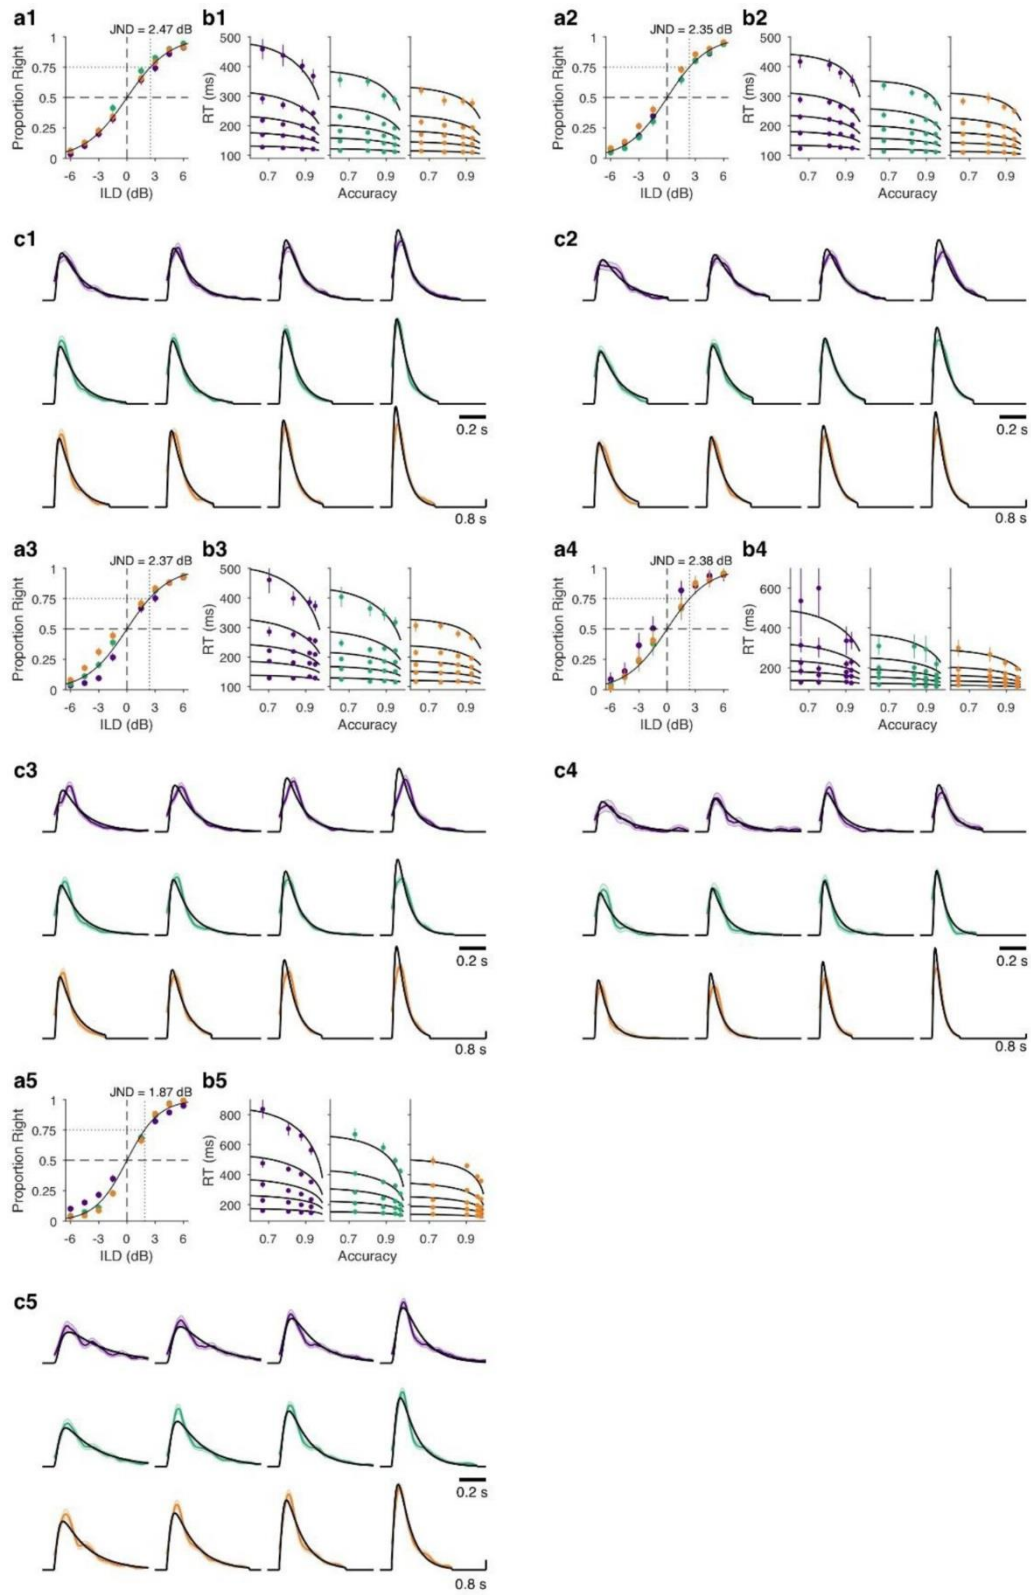 a1
JND = 2.47 dB
Proportion Right
1
0.75
0.5
0.25
0
-6 -3 0 3 6
ILD (dB)
b1
RT (ms)
500
400
300
200
100
0.7 0.9
0.7 0.9
0.7 0.9
Accuracy
a2
JND = 2.35 dB
Proportion Right
1
0.75
0.5
0.25
0
-6 -3 0 3 6
ILD (dB)
b2
RT (ms)
500
400
300
200
100
0.7 0.9
0.7 0.9
0.7 0.9
Accuracy
c1
0.2 s
0.8 s
c2
0.2 s
0.8 s
a3
JND = 2.37 dB
Proportion Right
1
0.75
0.5
0.25
0
-6 -3 0 3 6
ILD (dB)
b3
RT (ms)
500
400
300
200
100
0.7 0.9
0.7 0.9
0.7 0.9
Accuracy
a4
JND = 2.38 dB
Proportion Right
1
0.75
0.5
0.25
0
-6 -3 0 3 6
ILD (dB)
b4
RT (ms)
600
400
200
0.7 0.9
0.7 0.9
0.7 0.9
Accuracy
c3
0.2 s
0.8 s
c4
0.2 s
0.8 s
a5
JND = 1.87 dB
Proportion Right
1
0.75
0.5
0.25
0
-6 -3 0 3 6
ILD (dB)
b5
RT (ms)
800
600
400
200
0.7 0.9
0.7 0.9
0.7 0.9
Accuracy
c5
0.2 s
0.8 s